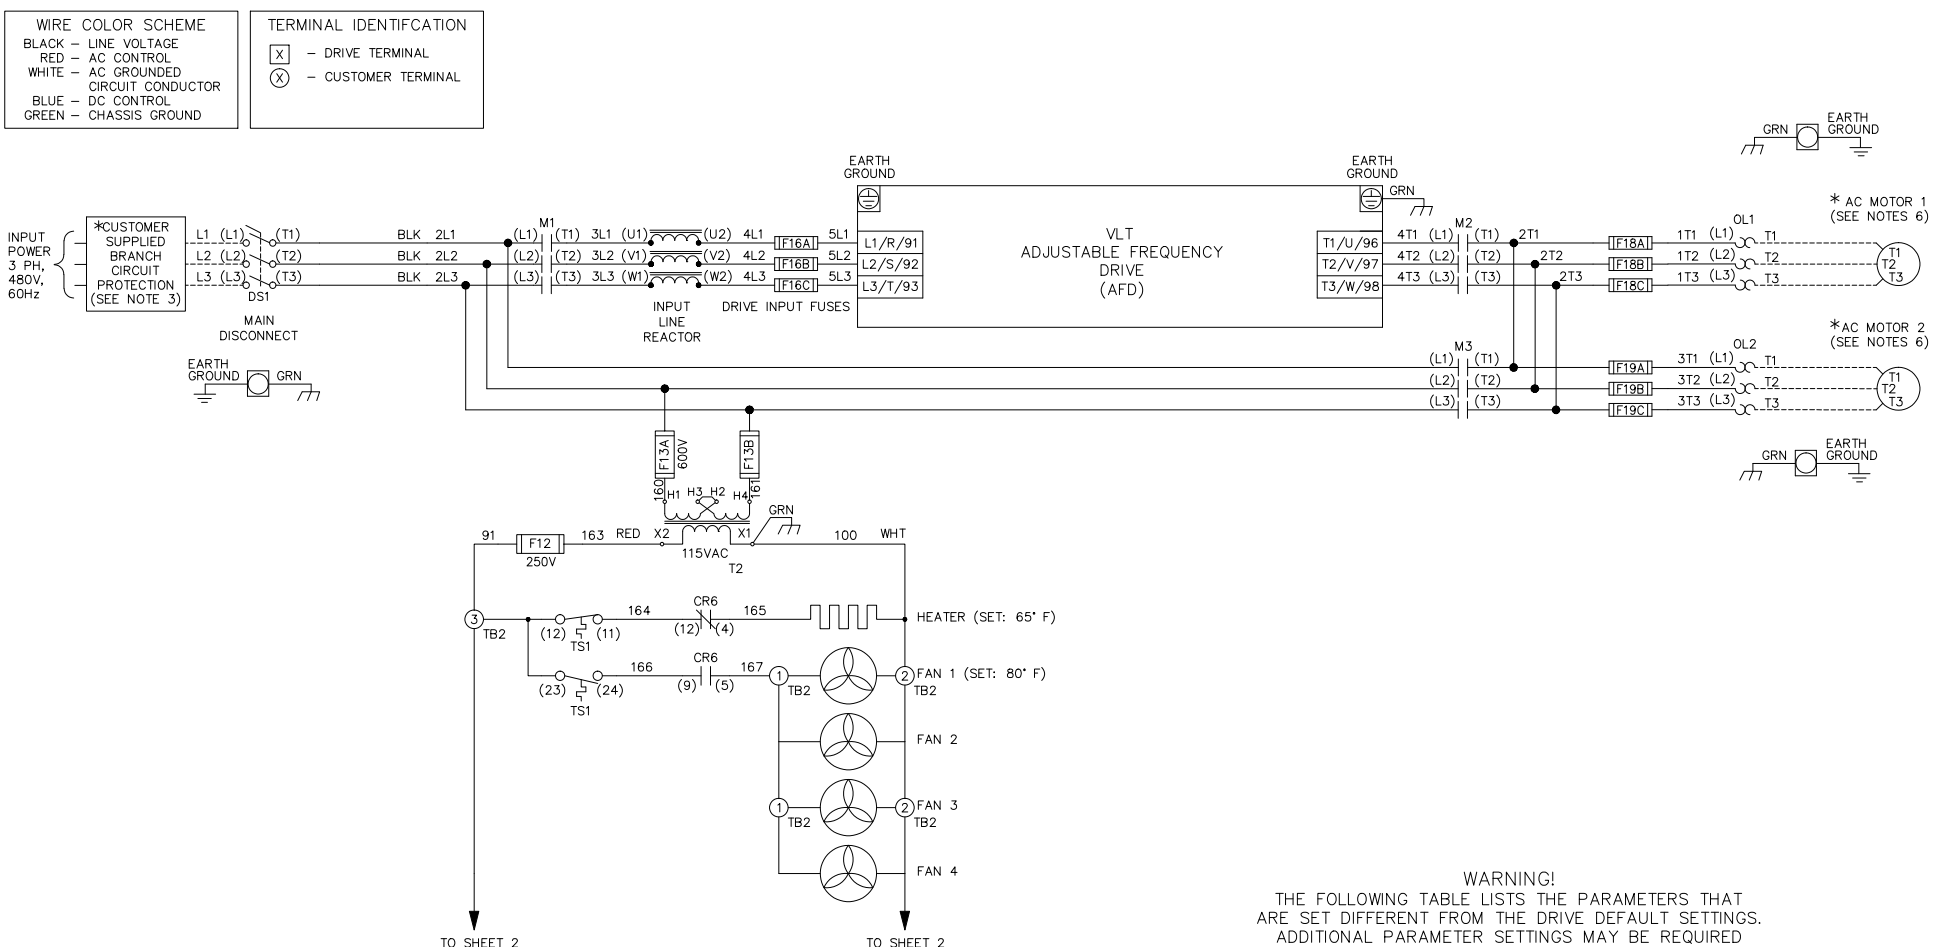 WIRE COLOR SCHEME
BLACK – LINE VOLTAGE
RED – AC CONTROL
WHITE – AC GROUNDED
CIRCUIT CONDUCTOR
BLUE – DC CONTROL
GREEN – CHASSIS GROUND
TERMINAL IDENTIFCATION
X – DRIVE TERMINAL
X – CUSTOMER TERMINAL
INPUT
POWER
3 PH,
480V,
60Hz
*CUSTOMER
SUPPLIED
BRANCH
CIRCUIT
PROTECTION
(SEE NOTE 3)
L1 (L1) (T1) BLK 2L1 (L1) M1 (T1) 3L1 (U1) (U2) 4L1 F16A 5L1 L1/R/91
L2 (L2) (T2) BLK 2L2 (L2) (T2) 3L2 (V1) (V2) 4L2 F16B 5L2 L2/S/92
L3 (L3) (T3) BLK 2L3 (L3) (T3) 3L3 (W1) (W2) 4L3 F16C 5L3 L3/T/93
DS1
MAIN
DISCONNECT
INPUT
LINE
REACTOR
DRIVE INPUT FUSES
EARTH
GROUND
VLT
ADJUSTABLE FREQUENCY
DRIVE
(AFD)
EARTH
GROUND
GRN
T1/U/96 4T1 (L1) M2 (T1) 2T1 F18A 1T1 (L1) OL1 T1
T2/V/97 4T2 (L2) (T2) 2T2 F18B 1T2 (L2) T2
T3/W/98 4T3 (L3) (T3) 2T3 F18C 1T3 (L3) T3
T1
T2
T3
GRN
EARTH
GROUND
* AC MOTOR 1
(SEE NOTES 6)
*AC MOTOR 2
(SEE NOTES 6)
EARTH
GROUND
GRN
(L1) M3 (T1) F19A 3T1 (L1) OL2 T1
(L2) (T2) F19B 3T2 (L2) T2
(L3) (T3) F19C 3T3 (L3) T3
T1
T2
T3
GRN
EARTH
GROUND
F13A
600V
F13B
160
161
H1 H3 H2 H4
GRN
91 F12 163 RED X2 X1 100 WHT
250V
115VAC
T2
3
TB2
(12) (11) 164 CR6 165 HEATER (SET: 65° F)
TS1
(12) (4)
(23) (24) 166 CR6 167 1 2 FAN 1 (SET: 80° F)
TS1
(9) (5)
TB2 TB2
FAN 2
1 2 FAN 3
TB2 TB2
FAN 4
TO SHEET 2
TO SHEET 2
WARNING!
THE FOLLOWING TABLE LISTS THE PARAMETERS THAT
ARE SET DIFFERENT FROM THE DRIVE DEFAULT SETTINGS.
ADDITIONAL PARAMETER SETTINGS MAY BE REQUIRED